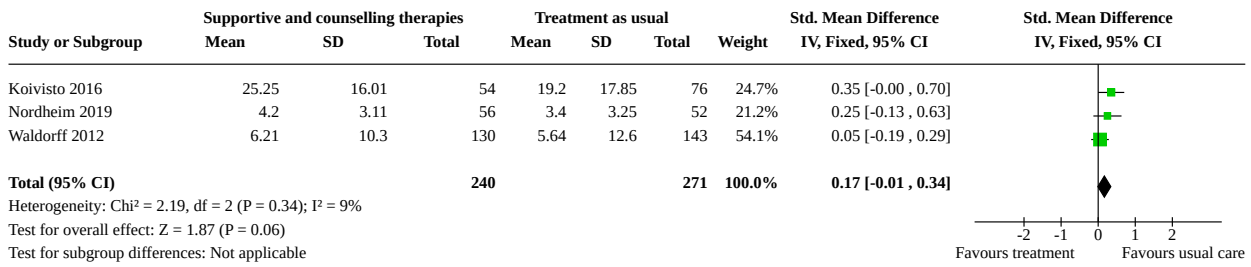 Supportive and counselling therapies Treatment as usual Std. Mean Difference Std. Mean Difference
Study or Subgroup Mean SD Total Mean SD Total Weight IV, Fixed, 95% CI IV, Fixed, 95% CI
Koivisto 2016 25.25 16.01 54 19.2 17.85 76 24.7% 0.35 [-0.00 , 0.70]
Nordheim 2019 4.2 3.11 56 3.4 3.25 52 21.2% 0.25 [-0.13 , 0.63]
Waldorff 2012 6.21 10.3 130 5.64 12.6 143 54.1% 0.05 [-0.19 , 0.29]
Total (95% CI) 240 271 100.0% 0.17 [-0.01 , 0.34]
Heterogeneity: Chi² = 2.19, df = 2 (P = 0.34); I² = 9%
Test for overall effect: Z = 1.87 (P = 0.06) -2 -1 0 1 2
Test for subgroup differences: Not applicable Favours treatment Favours usual care